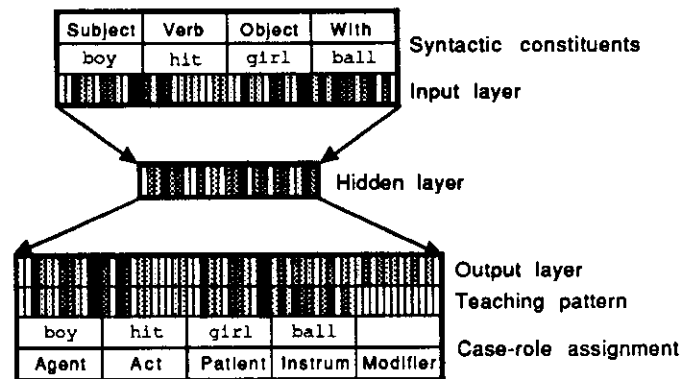 Subject Verb Object With
Syntactic constituents
boy hit girl ball
Input layer
Hidden layer
Output layer
Teaching pattern
boy hit girl ball
Case-role assignment
Agent Act Patient Instrum Modifier